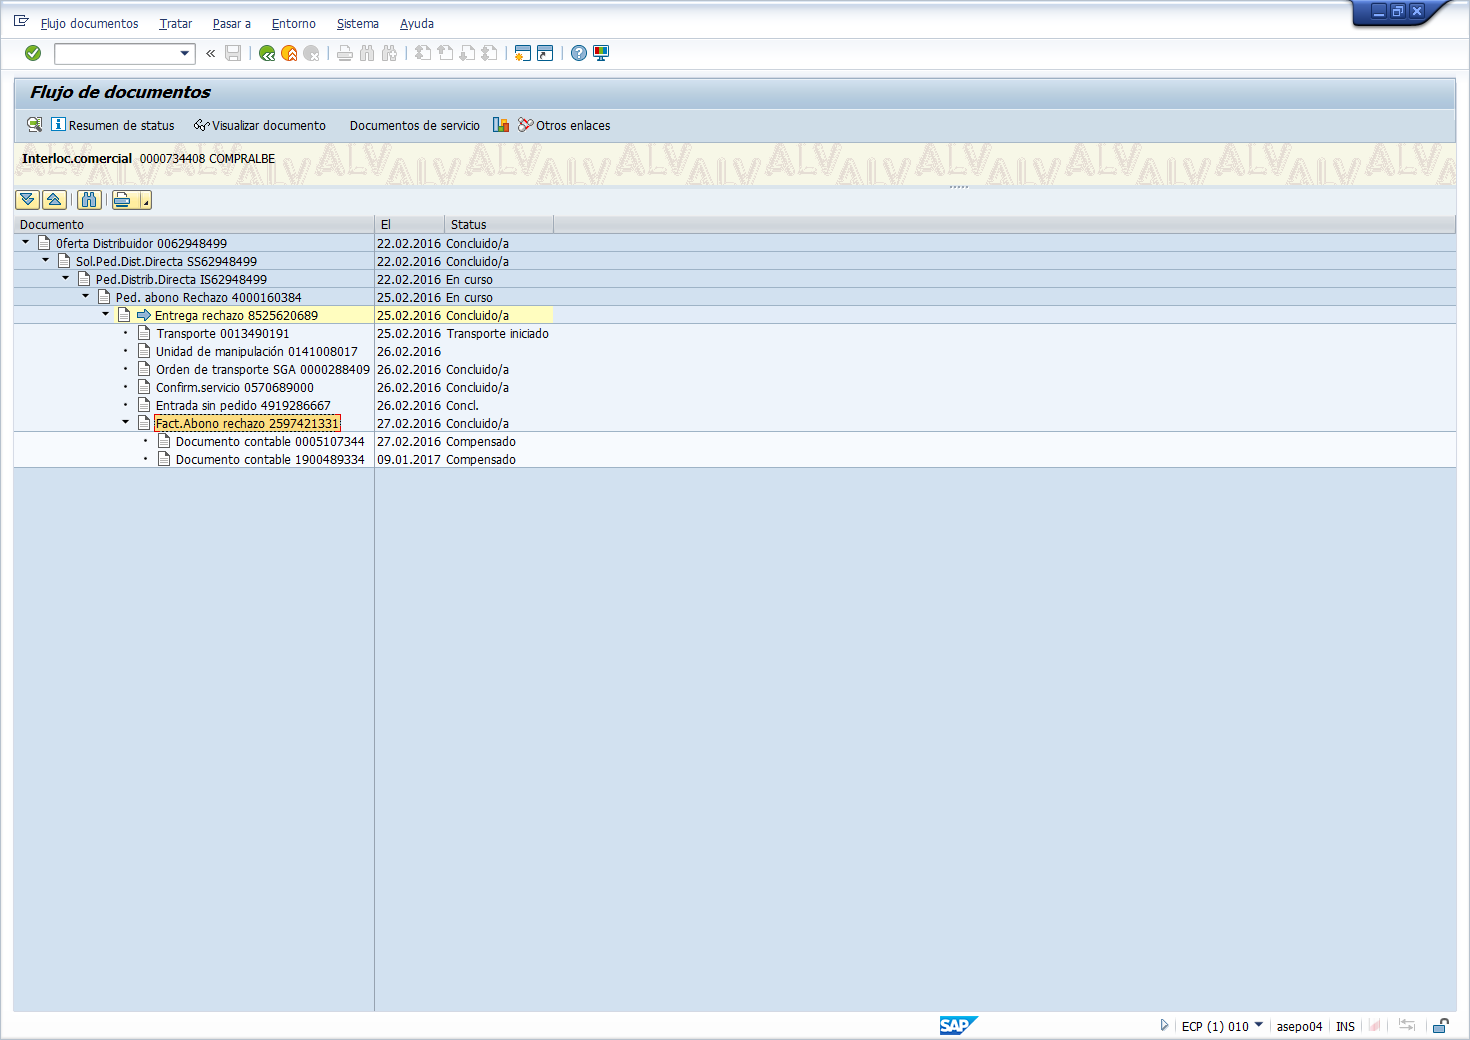 Flujo documentos Tratar Pasar a Entorno Sistema Ayuda
Flujo de documentos
Resumen de status Visualizar documento Documentos de servicio Otros enlaces
Interloc.comercial 0000734408 COMPRALBE
Documento El Status
0ferta Distribuidor 0062948499 22.02.2016 Concluido/a
Sol.Ped.Dist.Directa SS62948499 22.02.2016 Concluido/a
Ped.Distrib.Directa IS62948499 22.02.2016 En curso
Ped. abono Rechazo 4000160384 25.02.2016 En curso
Entrega rechazo 8525620689 25.02.2016 Concluido/a
Transporte 0013490191 25.02.2016 Transporte iniciado
Unidad de manipulación 0141008017 26.02.2016
Orden de transporte SGA 0000288409 26.02.2016 Concluido/a
Confirm.servicio 0570689000 26.02.2016 Concluido/a
Entrada sin pedido 4919286667 26.02.2016 Concl.
Fact.Abono rechazo 2597421331 27.02.2016 Concluido/a
Documento contable 0005107344 27.02.2016 Compensado
Documento contable 1900489334 09.01.2017 Compensado
SAP ECP (1) 010 asepo04 INS